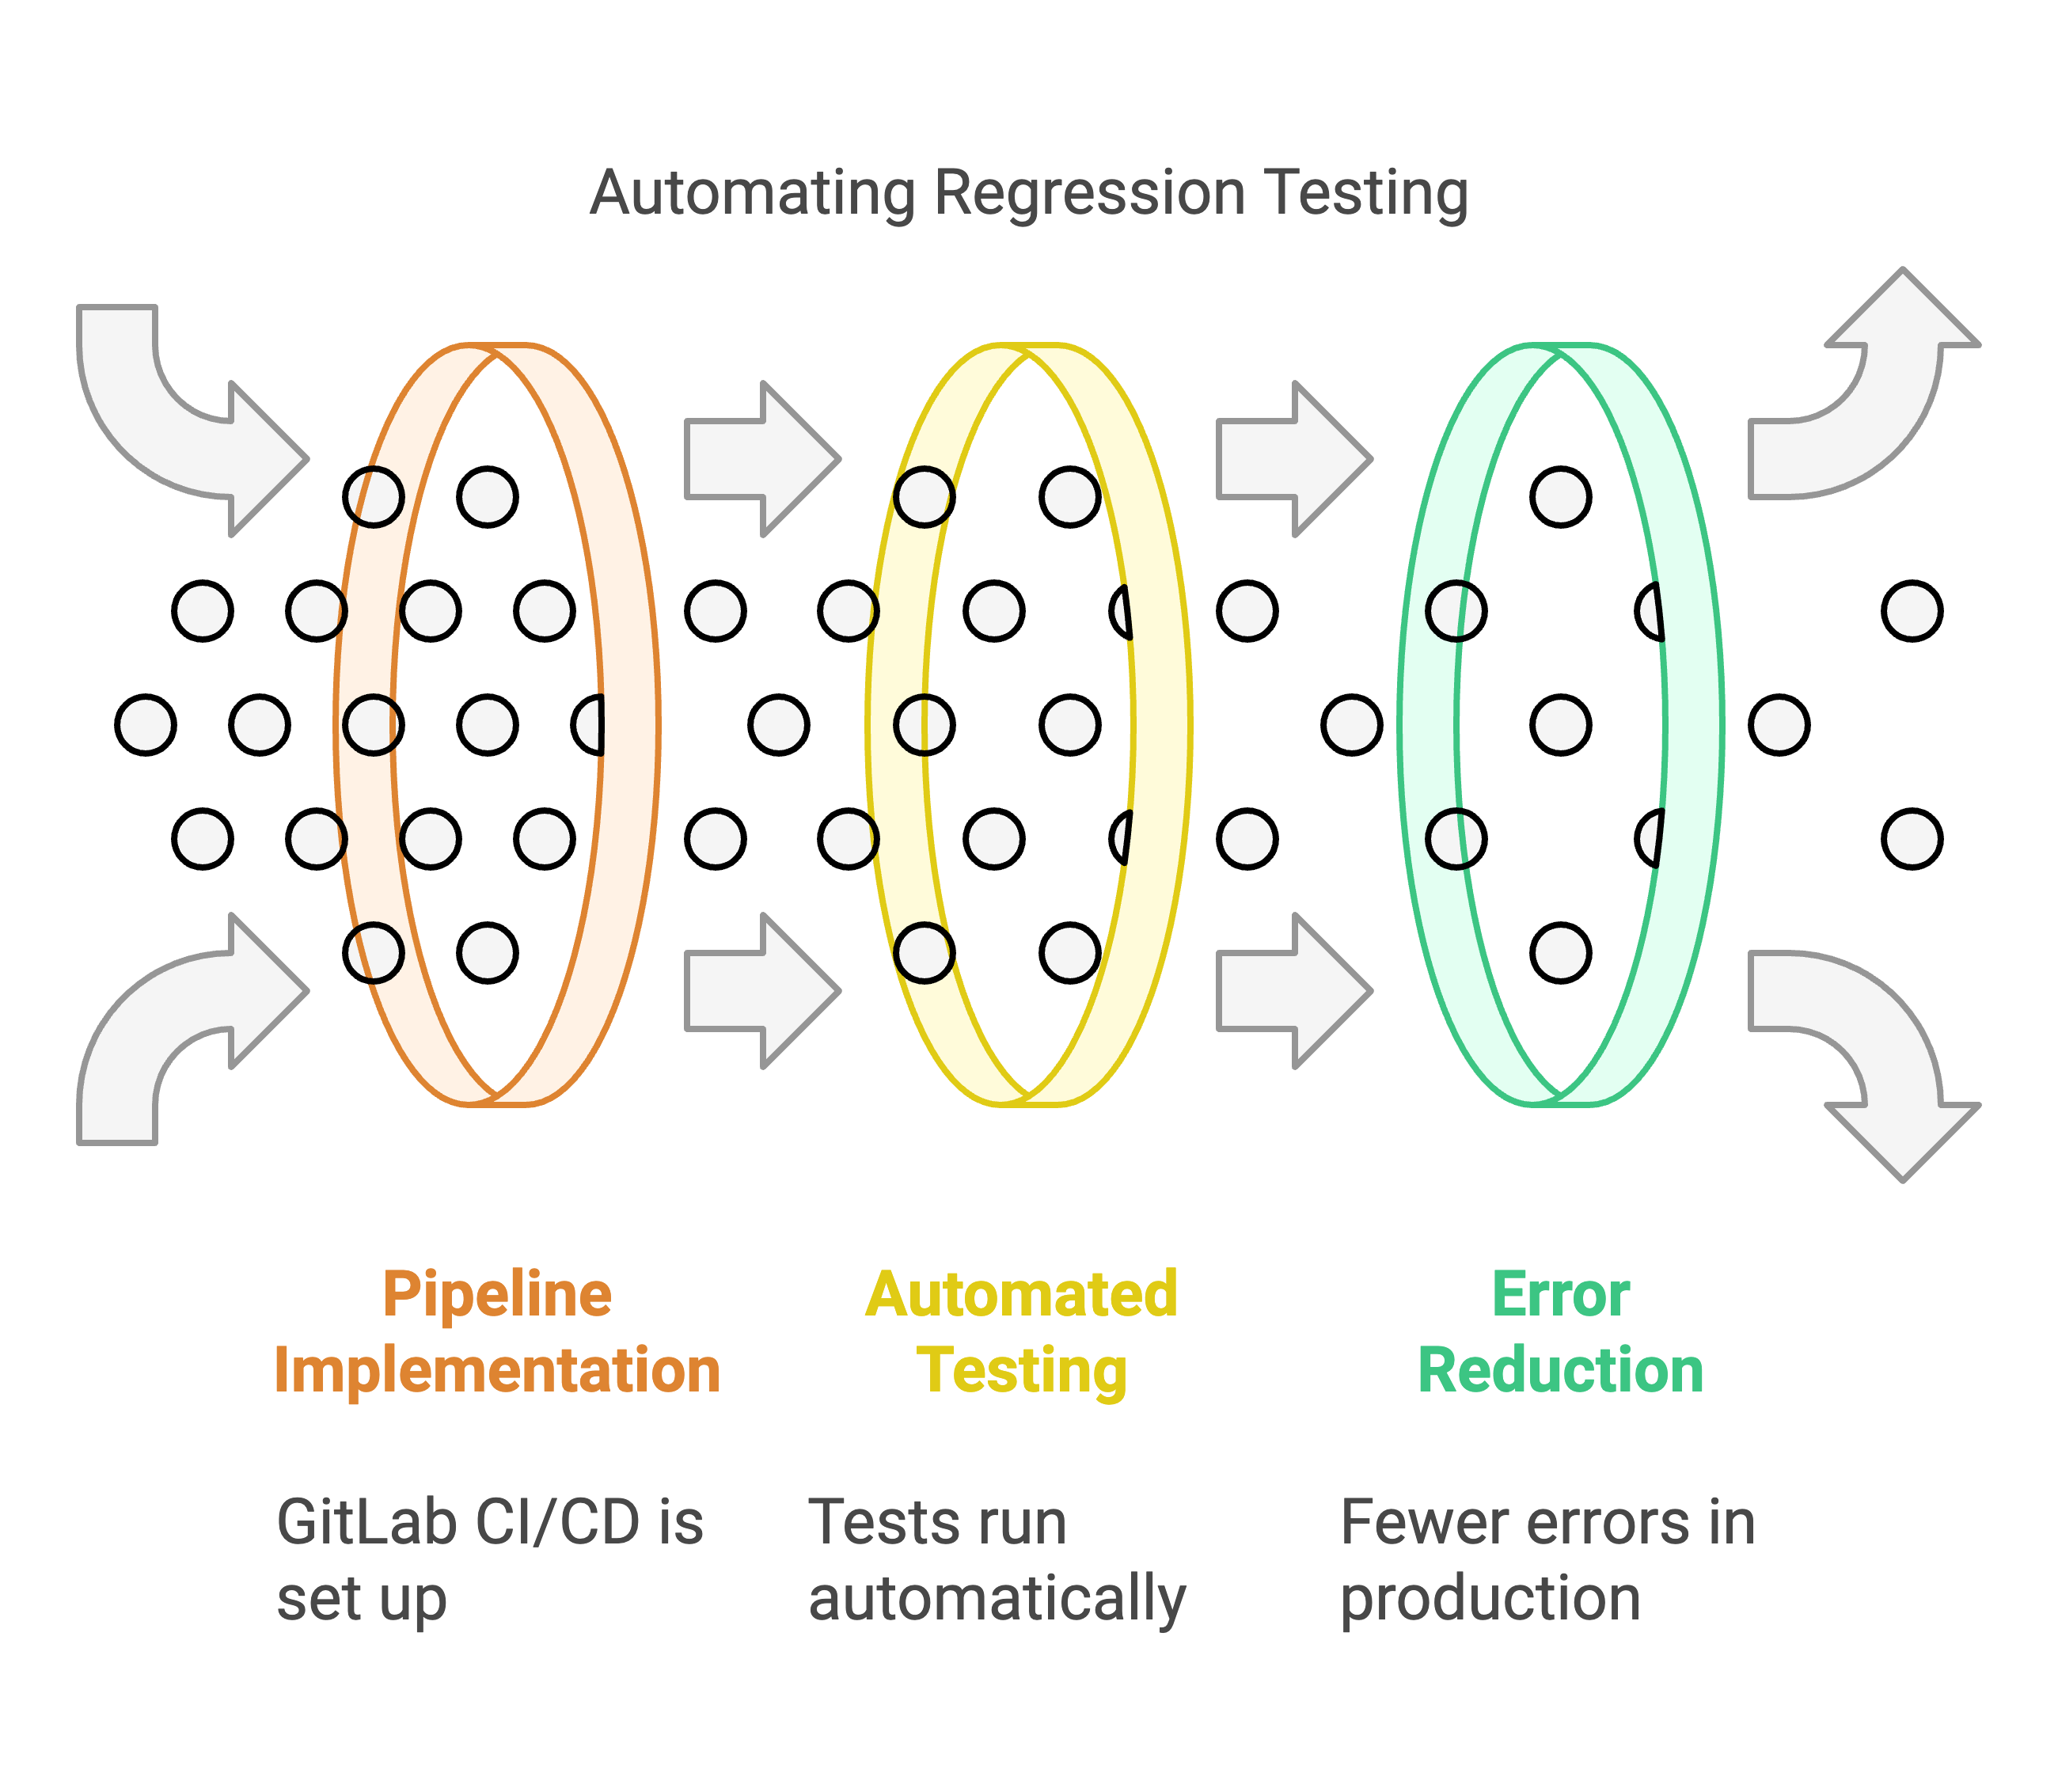 Automating Regression Testing
Pipeline
Implementation
Automated
Testing
Error
Reduction
GitLab CI/CD is
set up
Tests run
automatically
Fewer errors in
production